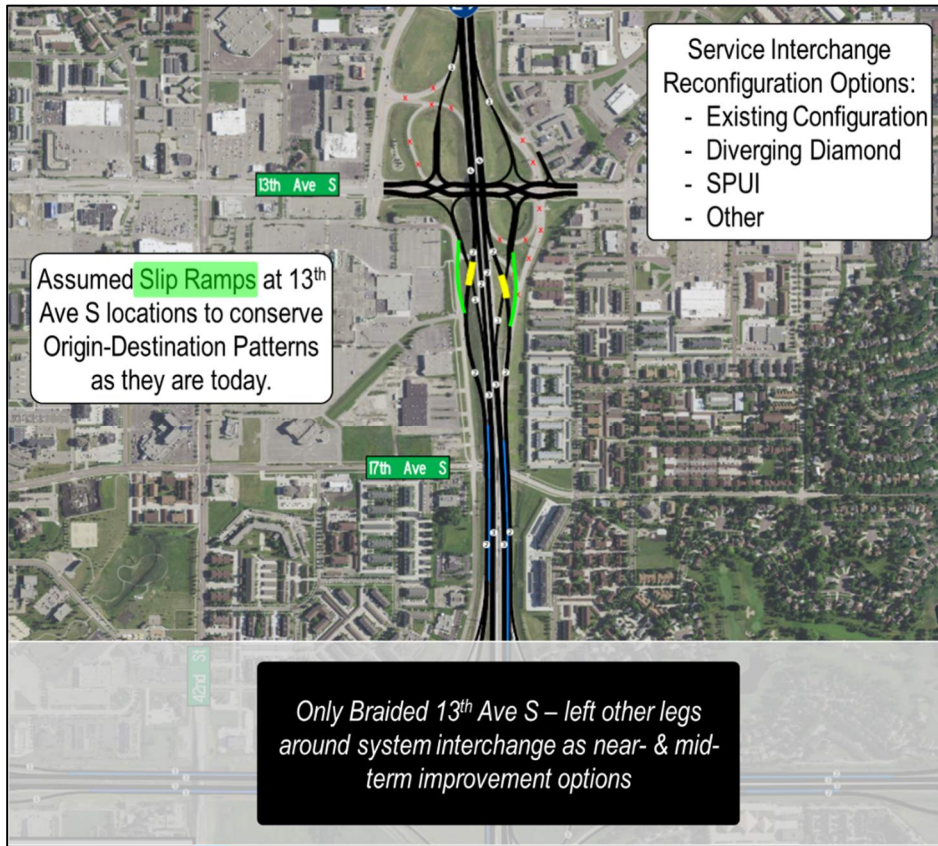 Service Interchange
Reconfiguration Options:
- Existing Configuration
- Diverging Diamond
- SPUI
- Other
13th Ave S
Assumed Slip Ramps at 13th
Ave S locations to conserve
Origin-Destination Patterns
as they are today.
17th Ave S
42nd St
Only Braided 13th Ave S – left other legs
around system interchange as near- & mid-
term improvement options